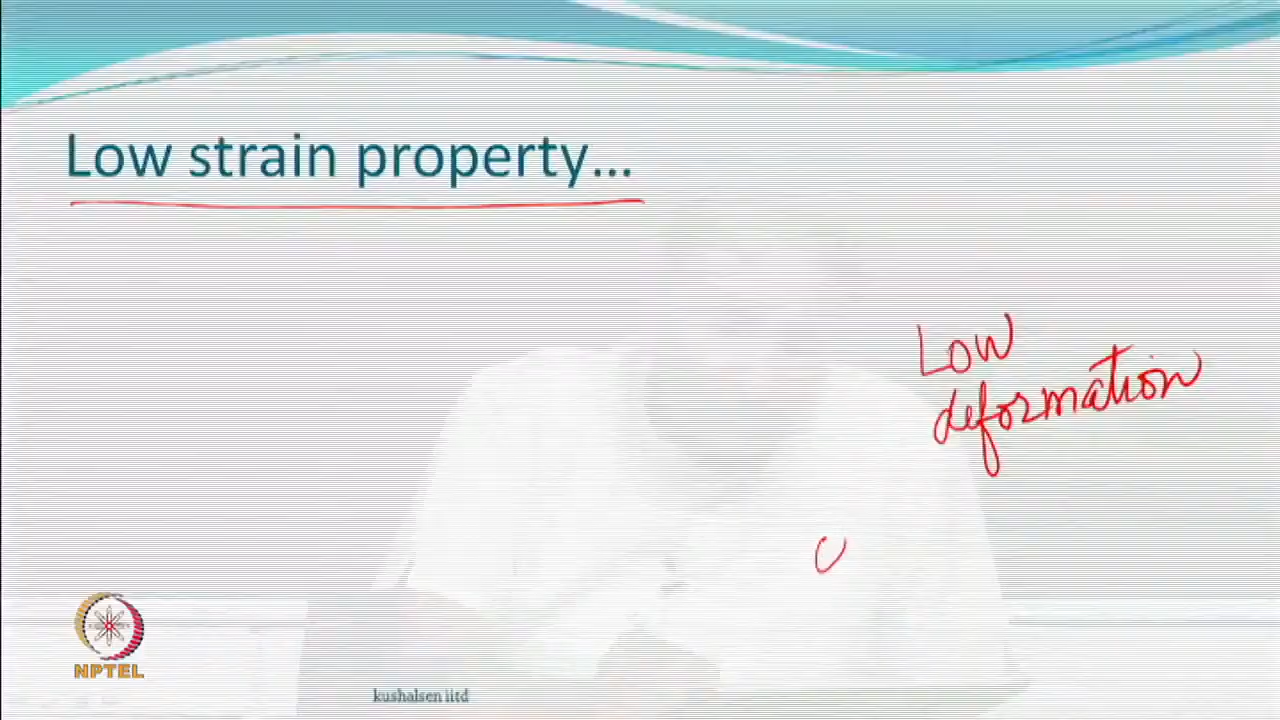 Low strain property...
Low
deformation
NPTEL
kushalsen iitd